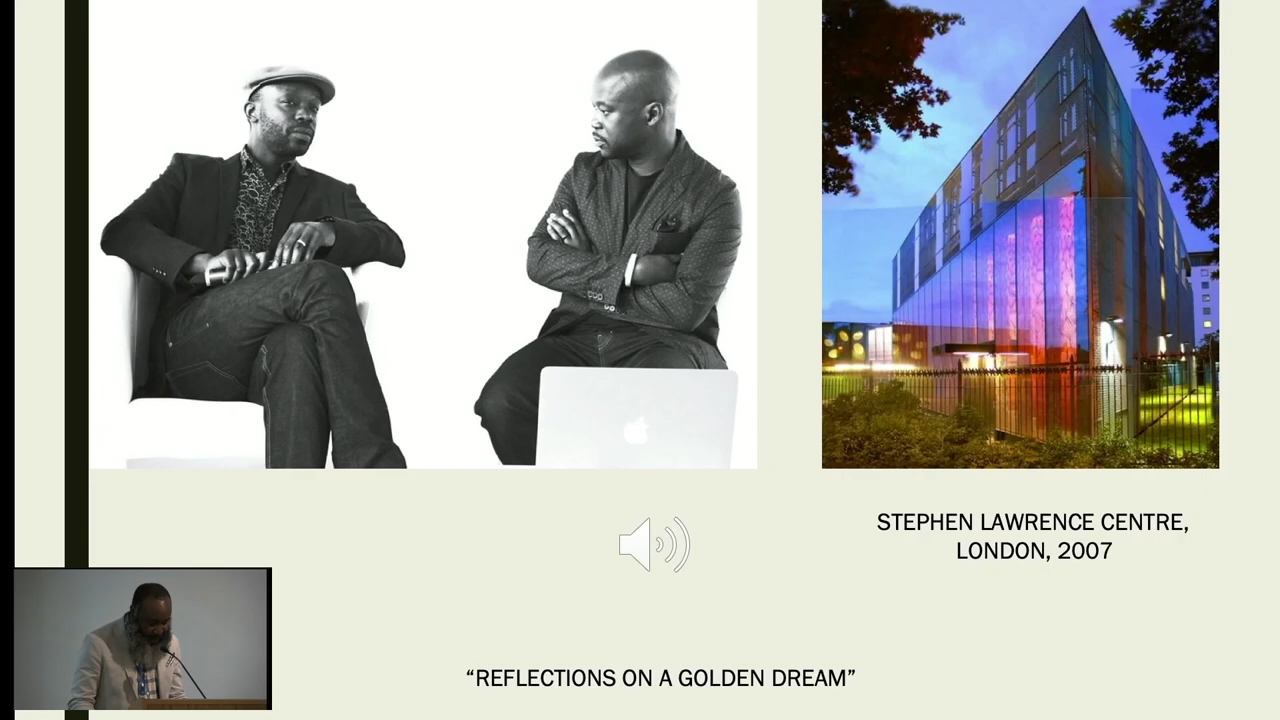 STEPHEN LAWRENCE CENTRE,
LONDON, 2007
“REFLECTIONS ON A GOLDEN DREAM”